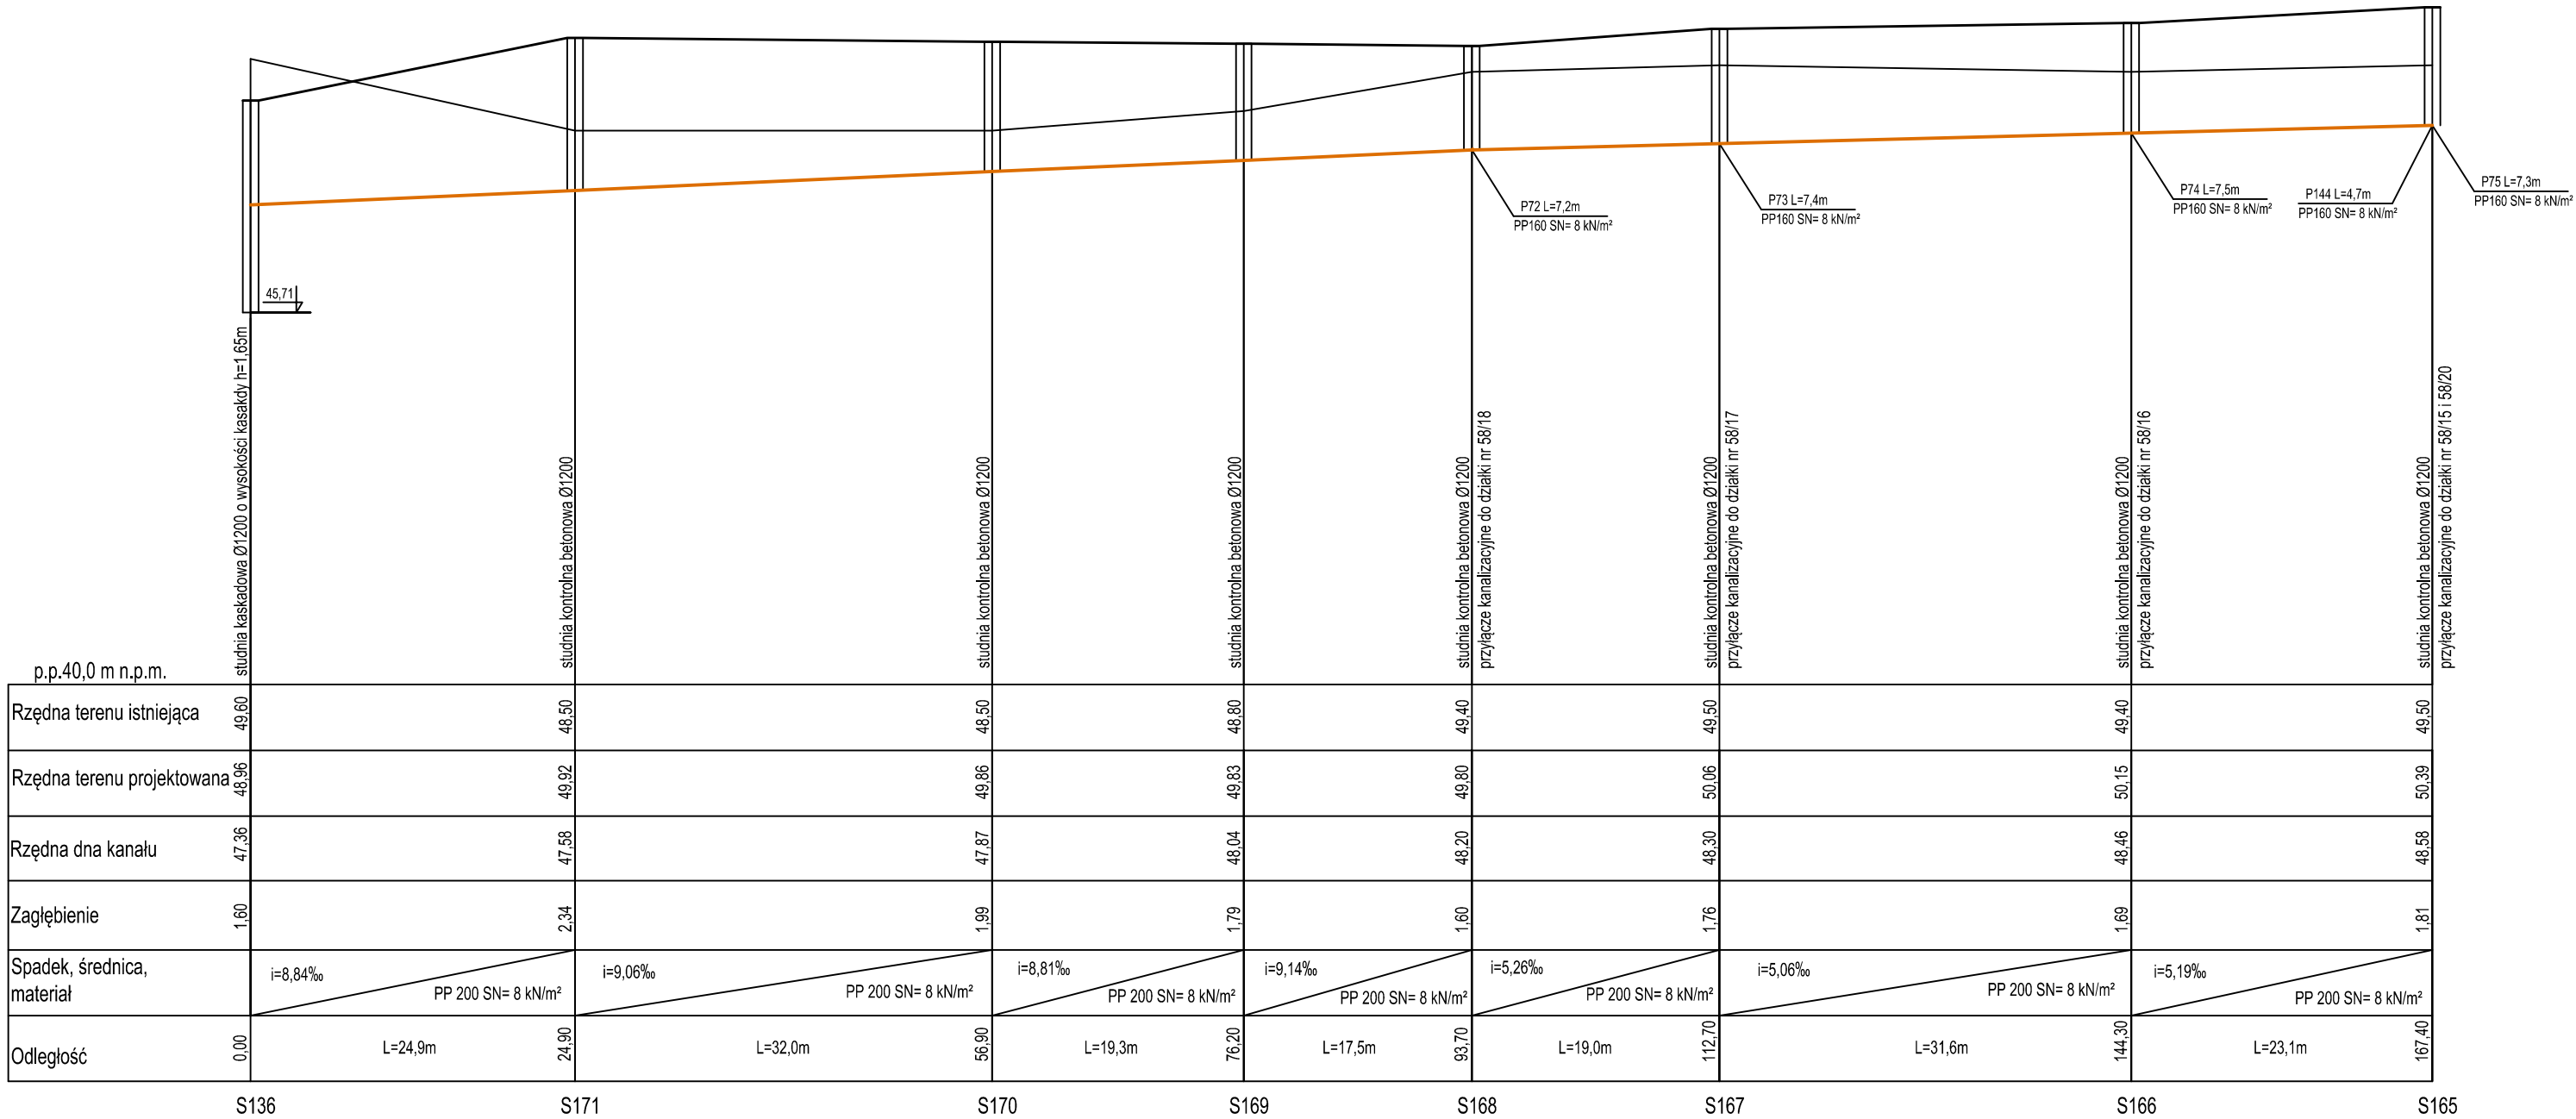 P72 L=7,2m
PP160 SN= 8 kN/m²
P73 L=7,4m
PP160 SN= 8 kN/m²
P74 L=7,5m
PP160 SN= 8 kN/m²
P144 L=4,7m
PP160 SN= 8 kN/m²
P75 L=7,3m
PP160 SN= 8 kN/m²
45,71
studnia kaskadowa Ø1200 o wysokości kasakdy h=1,65m
studnia kontrolna betonowa Ø1200
studnia kontrolna betonowa Ø1200
studnia kontrolna betonowa Ø1200
studnia kontrolna betonowa Ø1200
przyłącze kanalizacyjne do działki nr 58/18
studnia kontrolna betonowa Ø1200
przyłącze kanalizacyjne do działki nr 58/17
studnia kontrolna betonowa Ø1200
przyłącze kanalizacyjne do działki nr 58/16
studnia kontrolna betonowa Ø1200
przyłącze kanalizacyjne do działki nr 58/15 i 58/20
p.p.40,0 m n.p.m.
Rzędna terenu istniejąca 49,60 48,50 48,50 48,80 49,40 49,50 49,40 49,50
Rzędna terenu projektowana 48,96 49,92 49,86 49,83 49,80 50,06 50,15 50,39
Rzędna dna kanału 47,36 47,58 47,87 48,04 48,20 48,30 48,46 48,58
Zagłębienie 1,60 2,34 1,99 1,79 1,60 1,76 1,69 1,81
Spadek, średnica,
materiał
i=8,84‰ PP 200 SN= 8 kN/m²
i=9,06‰ PP 200 SN= 8 kN/m²
i=8,81‰ PP 200 SN= 8 kN/m²
i=9,14‰ PP 200 SN= 8 kN/m²
i=5,26‰ PP 200 SN= 8 kN/m²
i=5,06‰ PP 200 SN= 8 kN/m²
i=5,19‰ PP 200 SN= 8 kN/m²
Odległość 0,00 L=24,9m 24,90 L=32,0m 56,90 L=19,3m 76,20 L=17,5m 93,70 L=19,0m 112,70 L=31,6m 144,30 L=23,1m 167,40
S136 S171 S170 S169 S168 S167 S166 S165